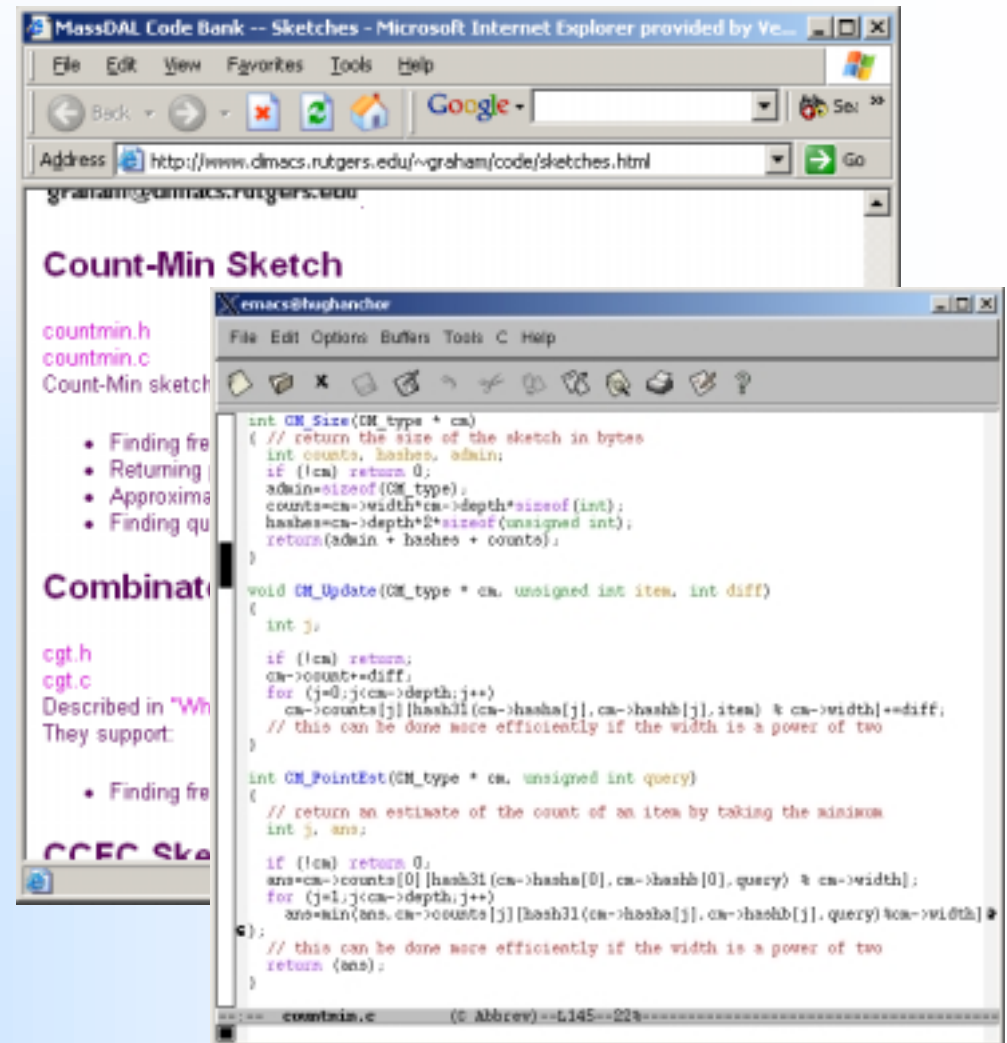 MassDAL Code Bank -- Sketches - Microsoft Internet Explorer provided by Ve...
File Edit View Favorites Tools Help
Back Google Se:
Address http://www.dimacs.rutgers.edu/~graham/code/sketches.html Go
graham@dimacs.rutgers.edu
Count-Min Sketch
countmin.h
countmin.c
Count-Min sketch
• Finding fre
• Returning
• Approxima
• Finding qu
Combinat
cgt.h
cgt.c
Described in "Wh
They support:
• Finding fre
CCFC Ske
emacs@hughanchor
File Edit Options Buffers Tools C Help
int CM_Size(CM_type * cm)
{ // return the size of the sketch in bytes
int counts, hashes, admin;
if (!cm) return 0;
admin=sizeof(CM_type);
counts=cm->width*cm->depth*sizeof(int);
hashes=cm->depth*2*sizeof(unsigned int);
return(admin + hashes + counts);
}
void CM_Update(CM_type * cm, unsigned int item, int diff)
{
int j;
if (!cm) return;
cm->count+=diff;
for (j=0;j<cm->depth;j++)
cm->counts[j][hash31(cm->hasha[j],cm->hashb[j],item) % cm->width]+=diff;
// this can be done more efficiently if the width is a power of two
}
int CM_PointEst(CM_type * cm, unsigned int query)
{
// return an estimate of the count of an item by taking the minimum
int j, ans;
if (!cm) return 0;
ans=cm->counts[0][hash31(cm->hasha[0],cm->hashb[0],query) % cm->width];
for (j=1;j<cm->depth;j++)
ans=min(ans,cm->counts[j][hash31(cm->hasha[j],cm->hashb[j],query)%cm->width]
);
// this can be done more efficiently if the width is a power of two
return (ans);
}
--:-- countmin.c (C Abbrev)--L145--22%--------